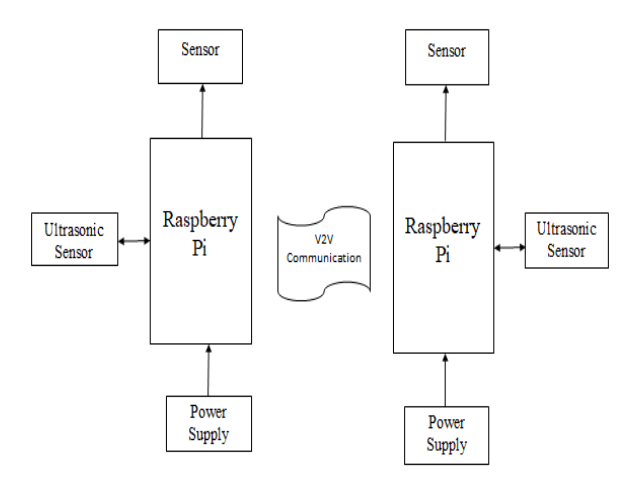 Sensor
Sensor
Raspberry
Pi
Raspberry
Pi
Ultrasonic
Sensor
V2V
Communication
Ultrasonic
Sensor
Power
Supply
Power
Supply